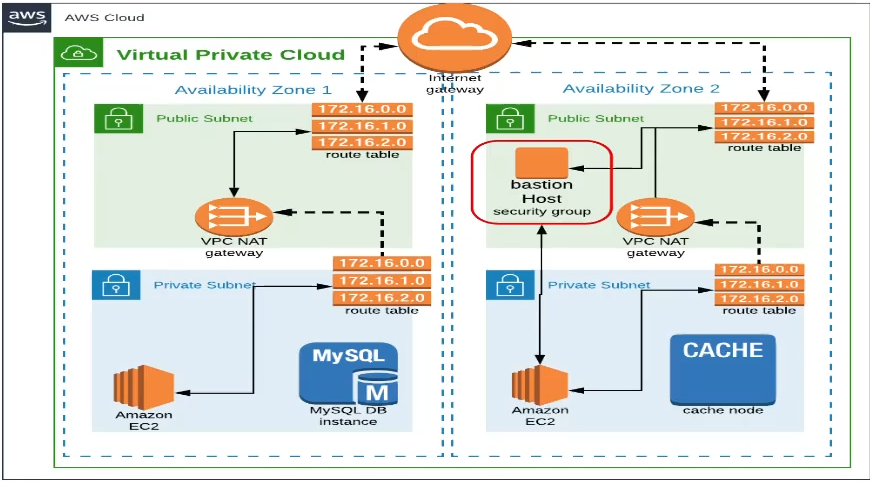 aws
AWS Cloud
Virtual Private Cloud
Internet
gateway
Availability Zone 1
Public Subnet
172.16.0.0
172.16.1.0
172.16.2.0
route table
VPC NAT
gateway
Private Subnet
172.16.0.0
172.16.1.0
172.16.2.0
route table
Amazon
EC2
MySQL
M
MySQL DB
instance
Availability Zone 2
Public Subnet
172.16.0.0
172.16.1.0
172.16.2.0
route table
bastion
Host
security group
VPC NAT
gateway
Private Subnet
172.16.0.0
172.16.1.0
172.16.2.0
route table
Amazon
EC2
CACHE
cache node